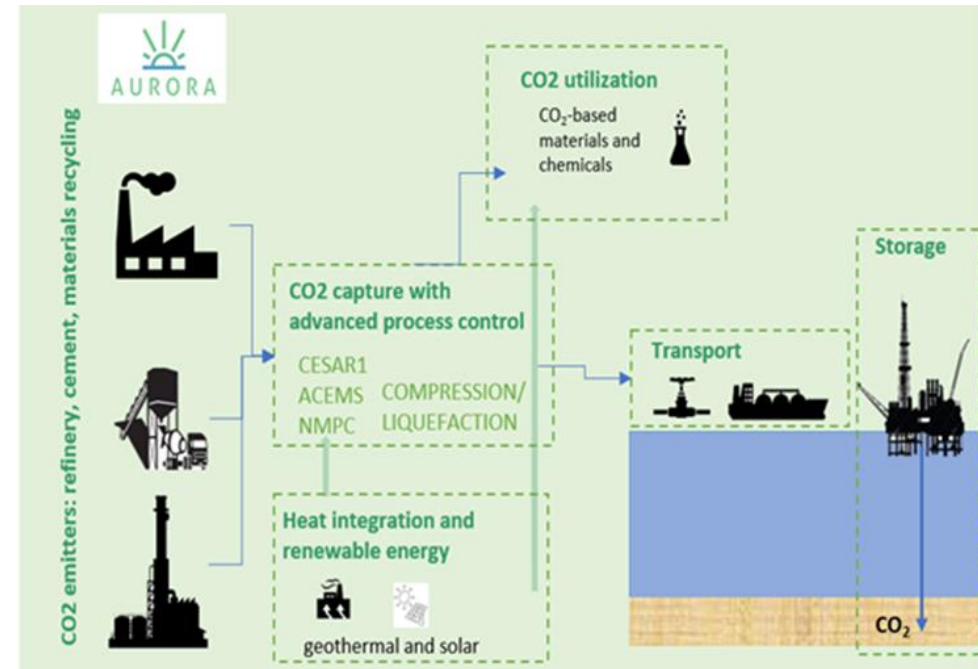 AURORA
CO2 emitters: refinery, cement, materials recycling
CO2 utilization
CO₂-based
materials and
chemicals
CO2 capture with
advanced process control
CESAR1
ACEMS
NMPC
COMPRESSION/
LIQUEFACTION
Heat integration and
renewable energy
geothermal and solar
Transport
Storage
CO₂